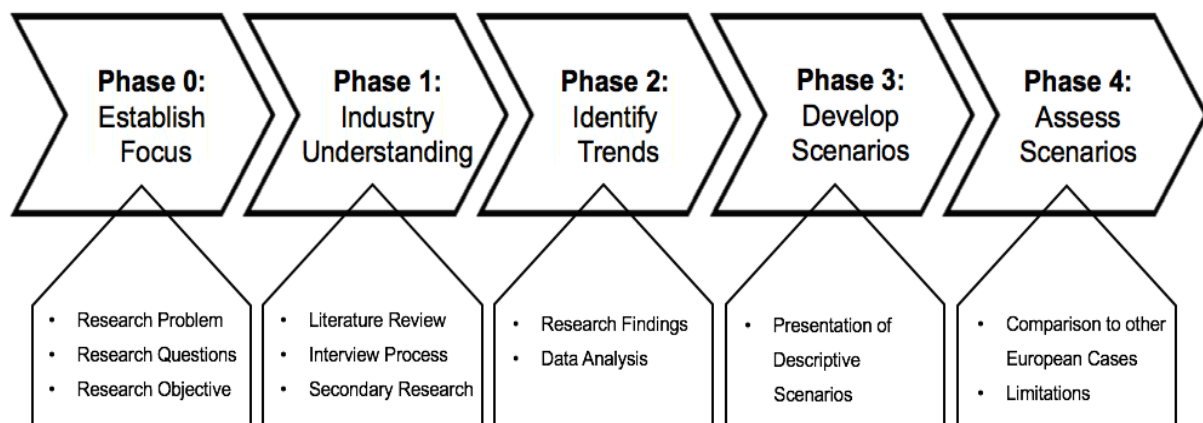 Phase 0:
Establish
Focus
Phase 1:
Industry
Understanding
Phase 2:
Identify
Trends
Phase 3:
Develop
Scenarios
Phase 4:
Assess
Scenarios
• Research Problem
• Research Questions
• Research Objective
• Literature Review
• Interview Process
• Secondary Research
• Research Findings
• Data Analysis
• Presentation of
Descriptive
Scenarios
• Comparison to other
European Cases
• Limitations